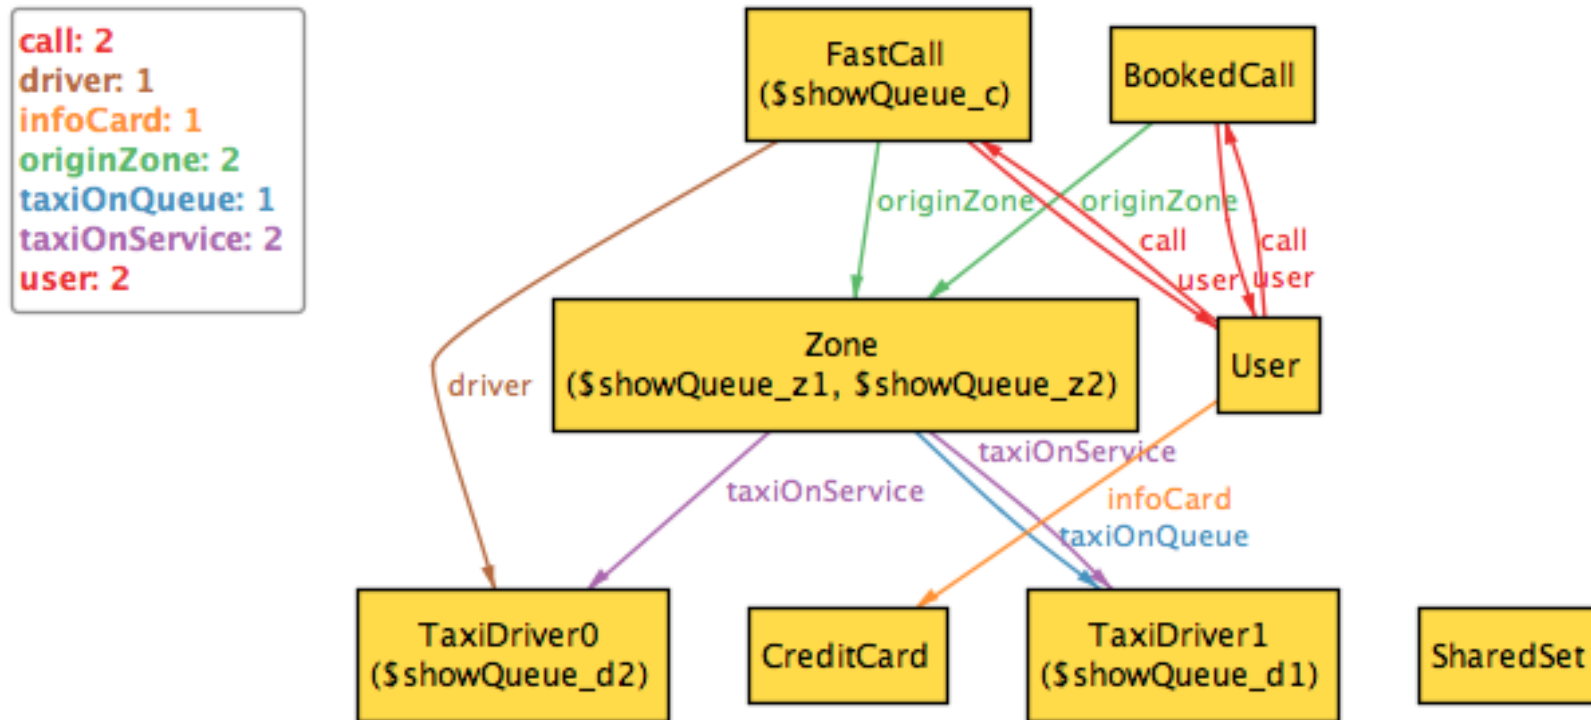 call: 2
driver: 1
infoCard: 1
originZone: 2
taxiOnQueue: 1
taxiOnService: 2
user: 2
FastCall
($showQueue_c)
BookedCall
originZone
originZone
call
call
user
user
Zone
($showQueue_z1, $showQueue_z2)
User
driver
taxiOnService
taxiOnService
infoCard
taxiOnQueue
TaxiDriver0
($showQueue_d2)
CreditCard
TaxiDriver1
($showQueue_d1)
SharedSet